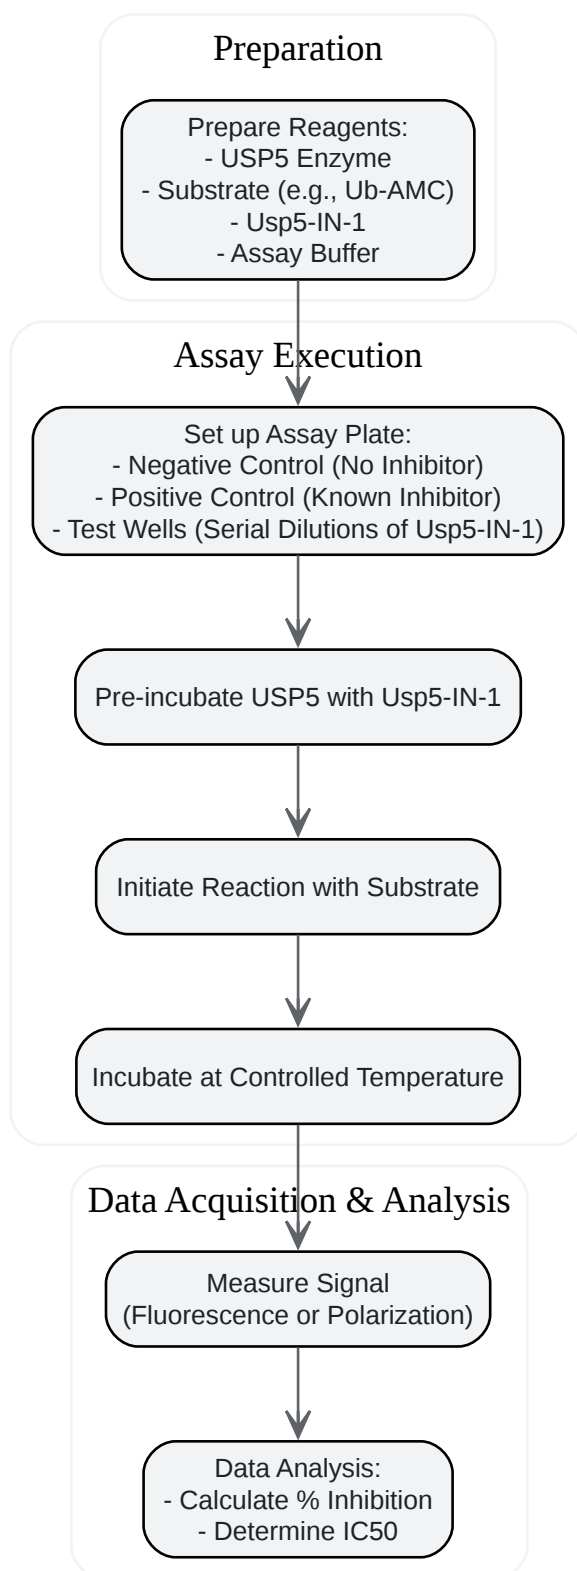 Preparation
Prepare Reagents:
- USP5 Enzyme
- Substrate (e.g., Ub-AMC)
- Usp5-IN-1
- Assay Buffer
Assay Execution
Set up Assay Plate:
- Negative Control (No Inhibitor)
- Positive Control (Known Inhibitor)
- Test Wells (Serial Dilutions of Usp5-IN-1)
Pre-incubate USP5 with Usp5-IN-1
Initiate Reaction with Substrate
Incubate at Controlled Temperature
Data Acquisition & Analysis
Measure Signal
(Fluorescence or Polarization)
Data Analysis:
- Calculate % Inhibition
- Determine IC50